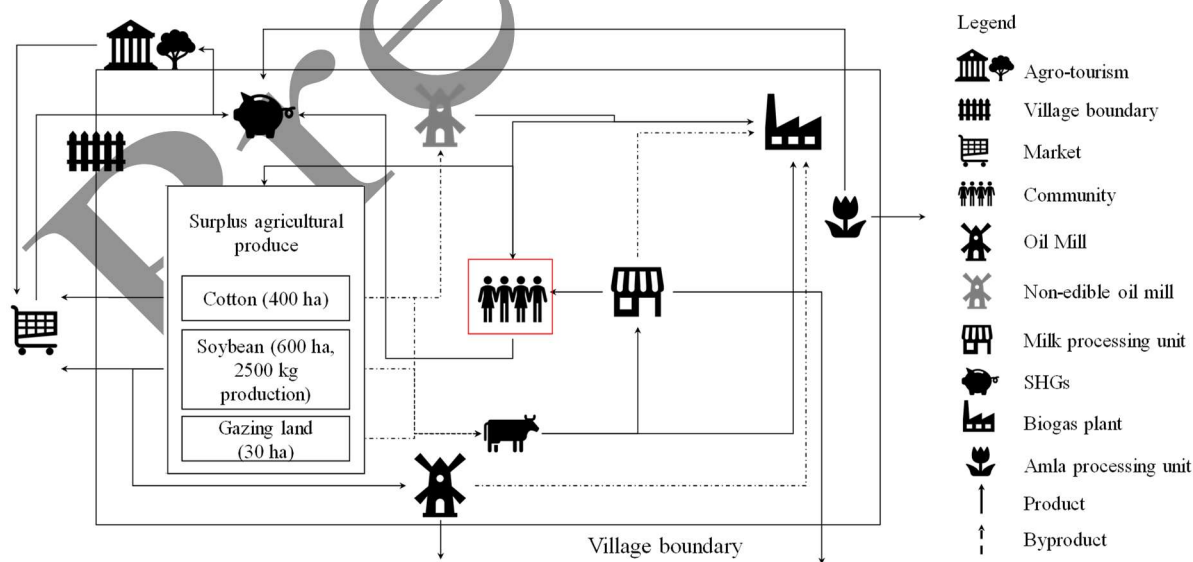 Surplus agricultural
produce
Cotton (400 ha)
Soybean (600 ha,
2500 kg
production)
Gazing land
(30 ha)
Village boundary
Legend
Agro-tourism
Village boundary
Market
Community
Oil Mill
Non-edible oil mill
Milk processing unit
SHGs
Biogas plant
Amla processing unit
Product
Byproduct
Pre